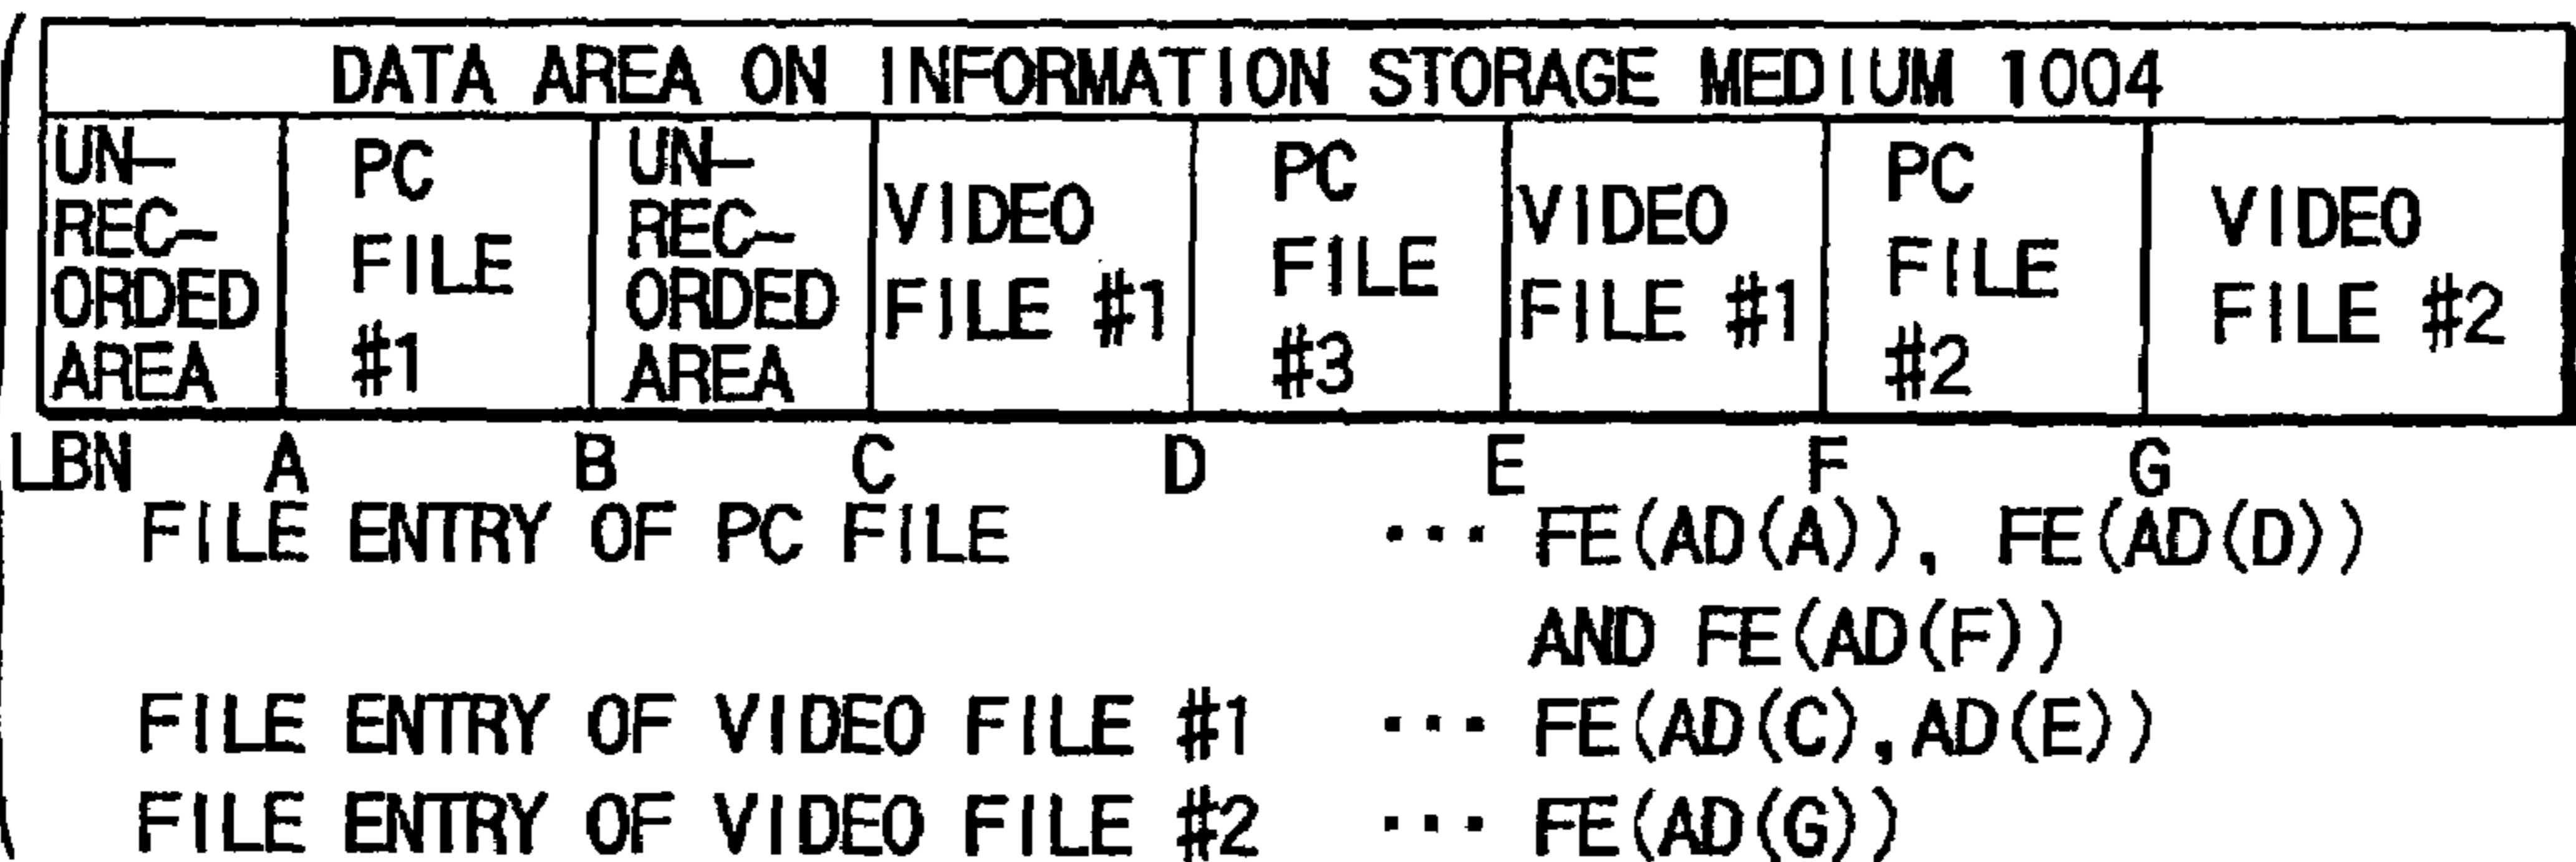 DATA AREA ON INFORMATION STORAGE MEDIUM 1004
UN-
REC-
ORDED
AREA
PC
FILE
#1
UN-
REC-
ORDED
AREA
VIDEO
FILE #1
PC
FILE
#3
VIDEO
FILE #1
PC
FILE
#2
VIDEO
FILE #2
LBN A B C D E F G
FILE ENTRY OF PC FILE ··· FE(AD(A)), FE(AD(D))
AND FE(AD(F))
FILE ENTRY OF VIDEO FILE #1 ··· FE(AD(C),AD(E))
FILE ENTRY OF VIDEO FILE #2 ··· FE(AD(G))